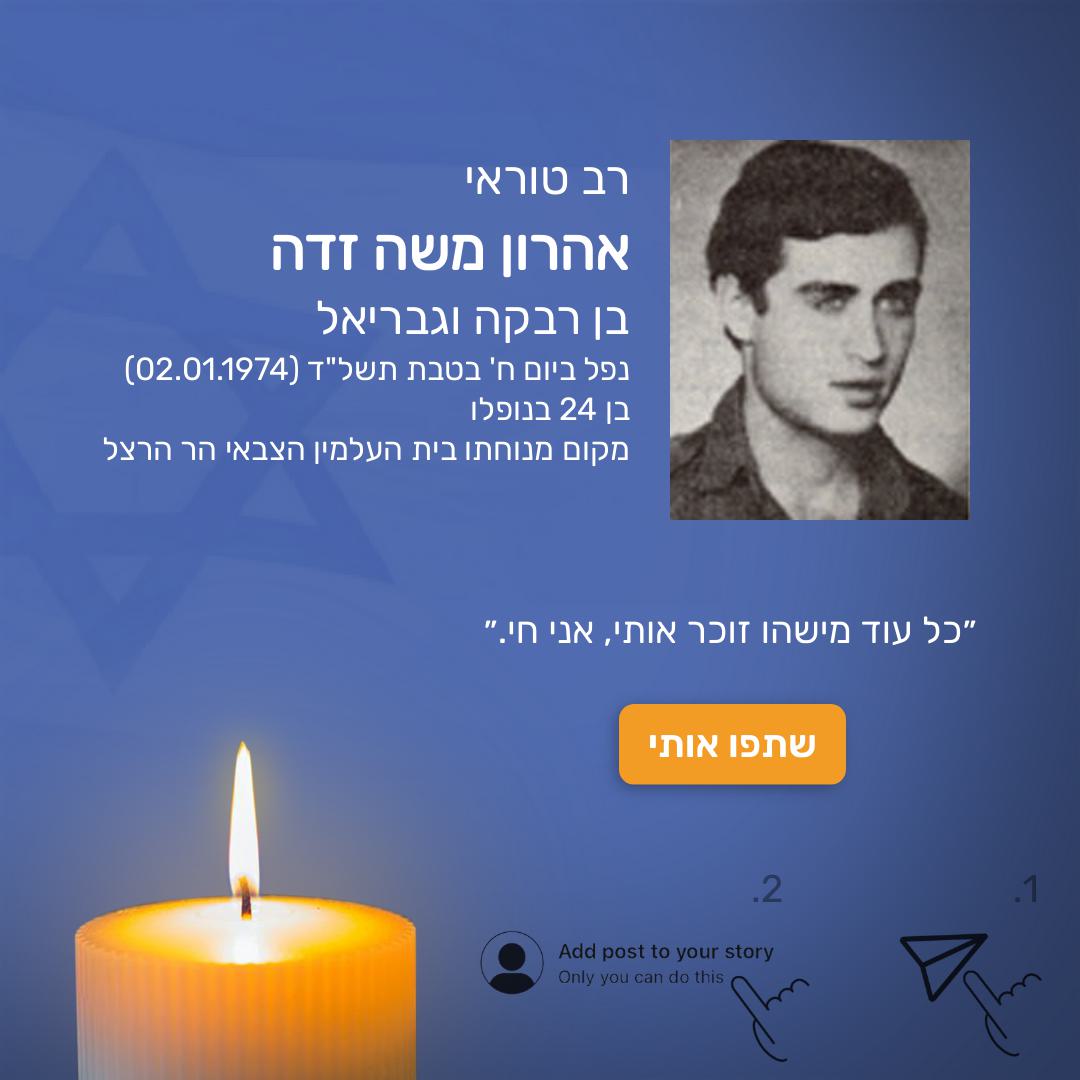 רב טוראי
אהרון משה זדה
בן רבקה וגבריאל
נפל ביום ח' בטבת תשל"ד (02.01.1974)
בן 24 בנופלו
מקום מנוחתו בית העלמין הצבאי הר הרצל
״כל עוד מישהו זוכר אותי, אני חי.״
שתפו אותי
.1
.2
Add post to your story
Only you can do this